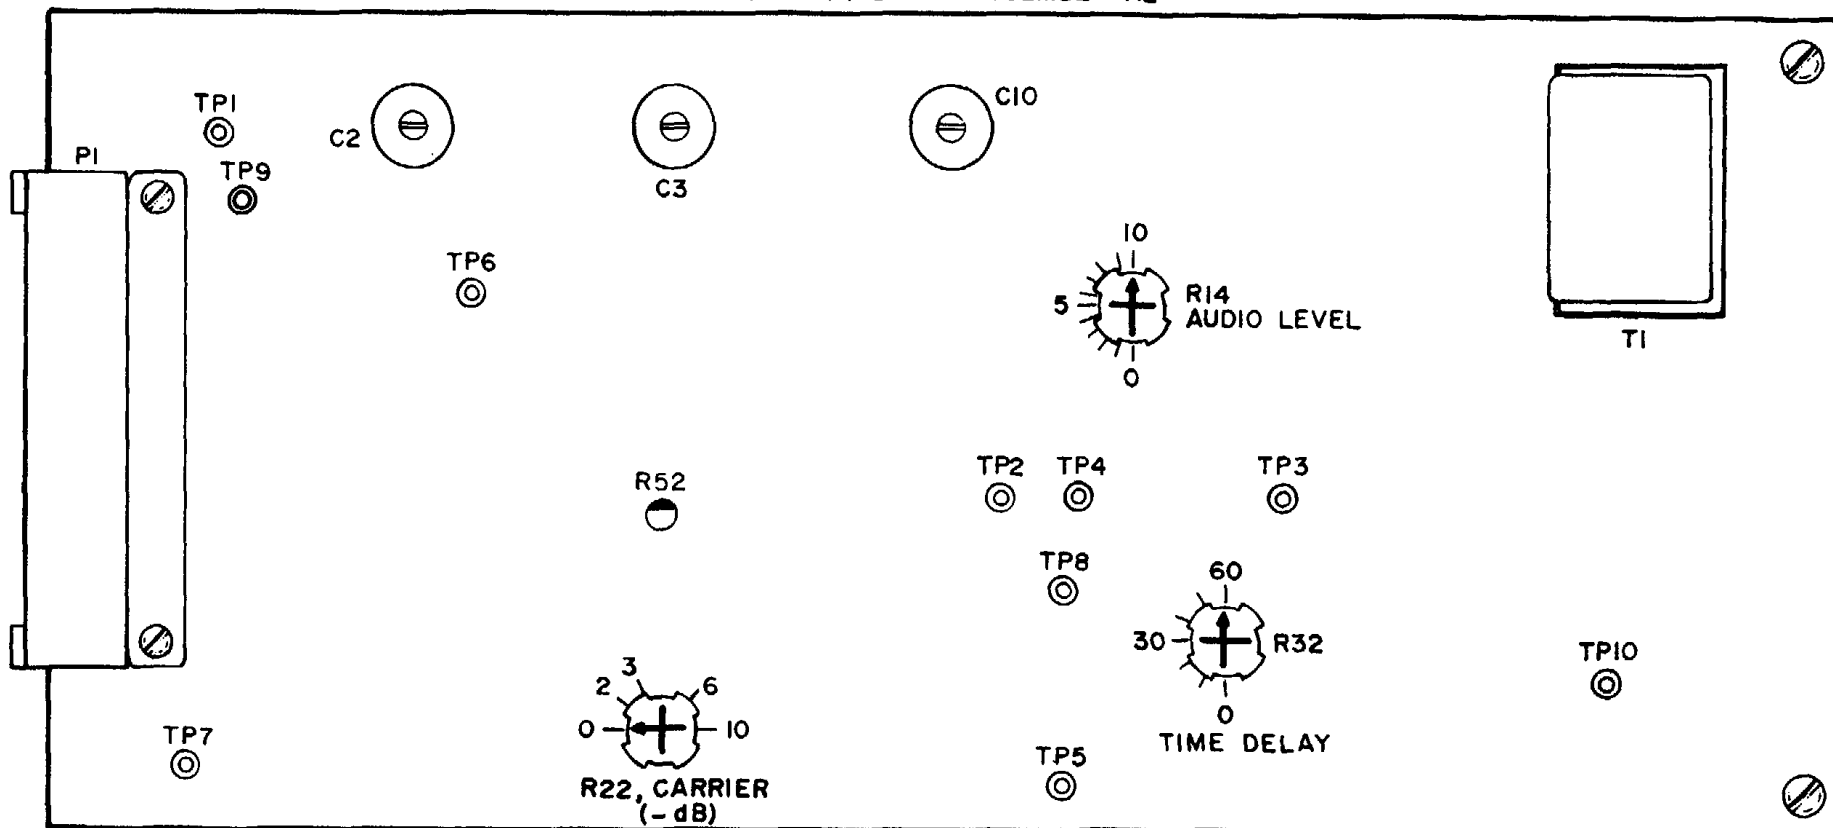 C10
TP1
C2
P1
TP9
C3
10
TP6
R14
5
AUDIO LEVEL
T1
0
TP2 TP4 TP3
R52
TP8
60
30
R32
TP10
3
2
6
0
10
0
TP7
TIME DELAY
TP5
R22, CARRIER
(-dB)